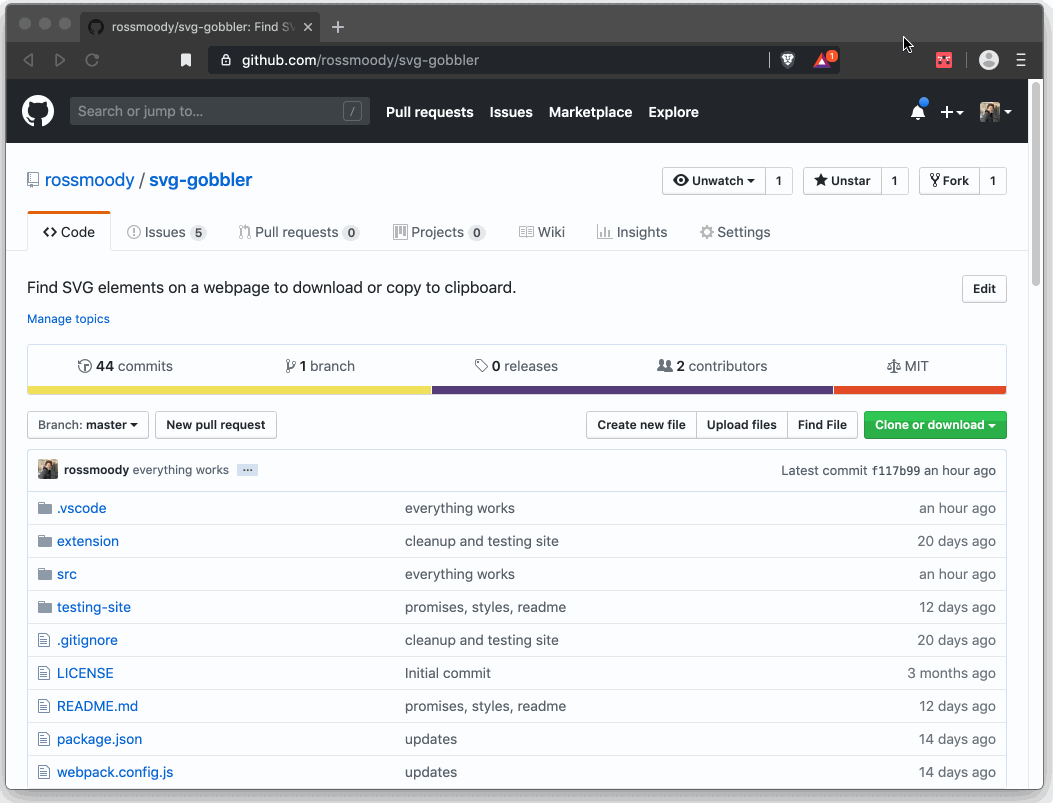 rossmoody/svg-gobbler: Find SV
github.com/rossmoody/svg-gobbler
1
Search or jump to...
/
Pull requests Issues Marketplace Explore
rossmoody / svg-gobbler
Unwatch 1 Unstar 1 Fork 1
Code Issues 5 Pull requests 0 Projects 0 Wiki Insights Settings
Find SVG elements on a webpage to download or copy to clipboard.
Edit
Manage topics
44 commits 1 branch 0 releases 2 contributors MIT
Branch: master New pull request Create new file Upload files Find File Clone or download
rossmoody everything works ... Latest commit f117b99 an hour ago
.vscode everything works an hour ago
extension cleanup and testing site 20 days ago
src everything works an hour ago
testing-site promises, styles, readme 12 days ago
.gitignore cleanup and testing site 20 days ago
LICENSE Initial commit 3 months ago
README.md promises, styles, readme 12 days ago
package.json updates 14 days ago
webpack.config.js updates 14 days ago